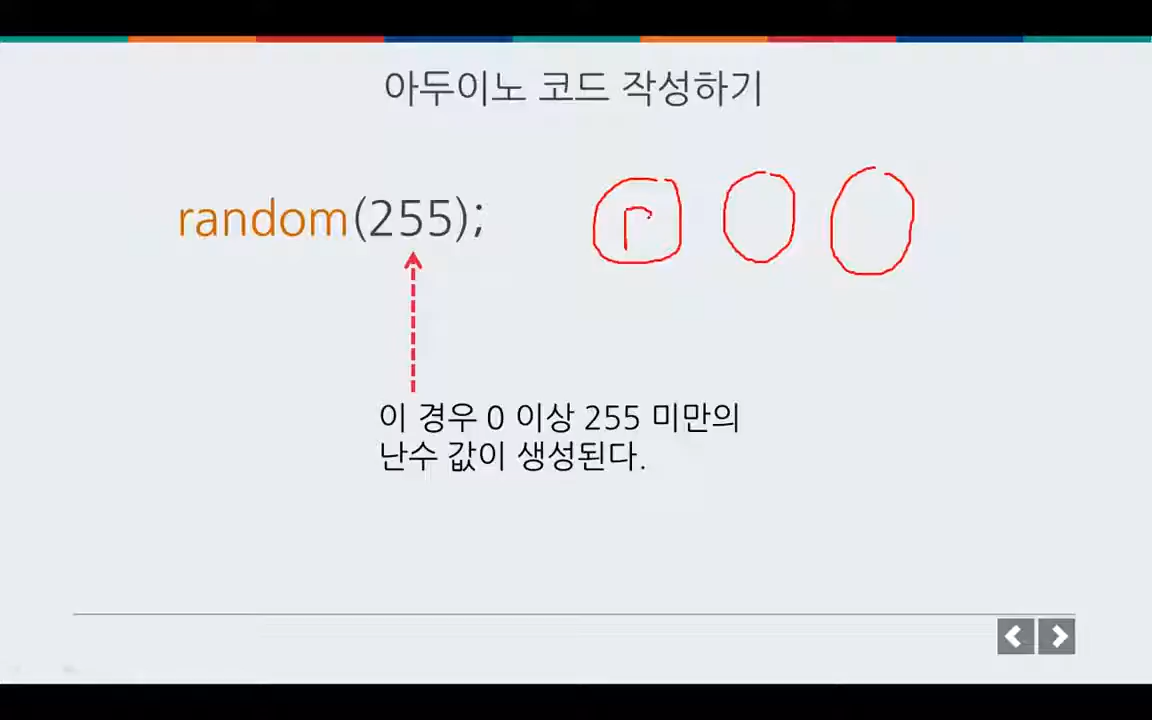 아두이노 코드 작성하기
random(255);
r
이 경우 0 이상 255 미만의
난수 값이 생성된다.